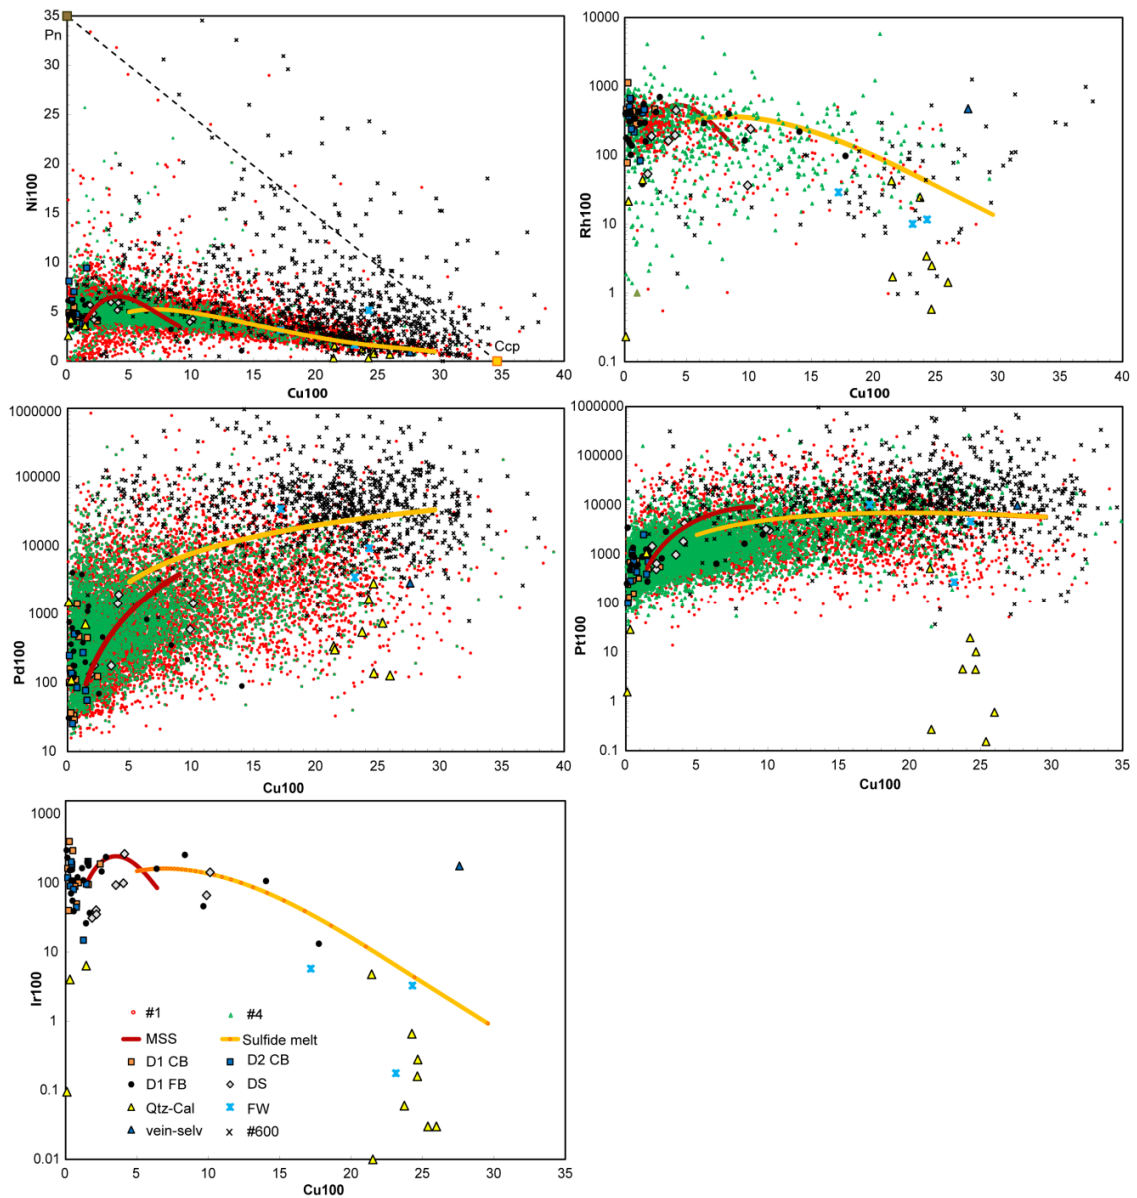 35
30
25
20
15
10
5
0
Pn
Ccp
Ni100
0 5 10 15 20 25 30 35 40
Cu100
10000
1000
100
10
1
0.1
Rh100
0 5 10 15 20 25 30 35 40
Cu100
1000000
100000
10000
1000
100
10
Pd100
0 5 10 15 20 25 30 35 40
Cu100
1000000
100000
10000
1000
100
10
1
0.1
Pt100
0 5 10 15 20 25 30 35
Cu100
1000
100
10
1
0.1
0.01
Ir100
#1 #4
MSS Sulfide melt
D1 CB D2 CB
D1 FB DS
Qtz-Cal FW
vein-selv #600
0 5 10 15 20 25 30 35
Cu100